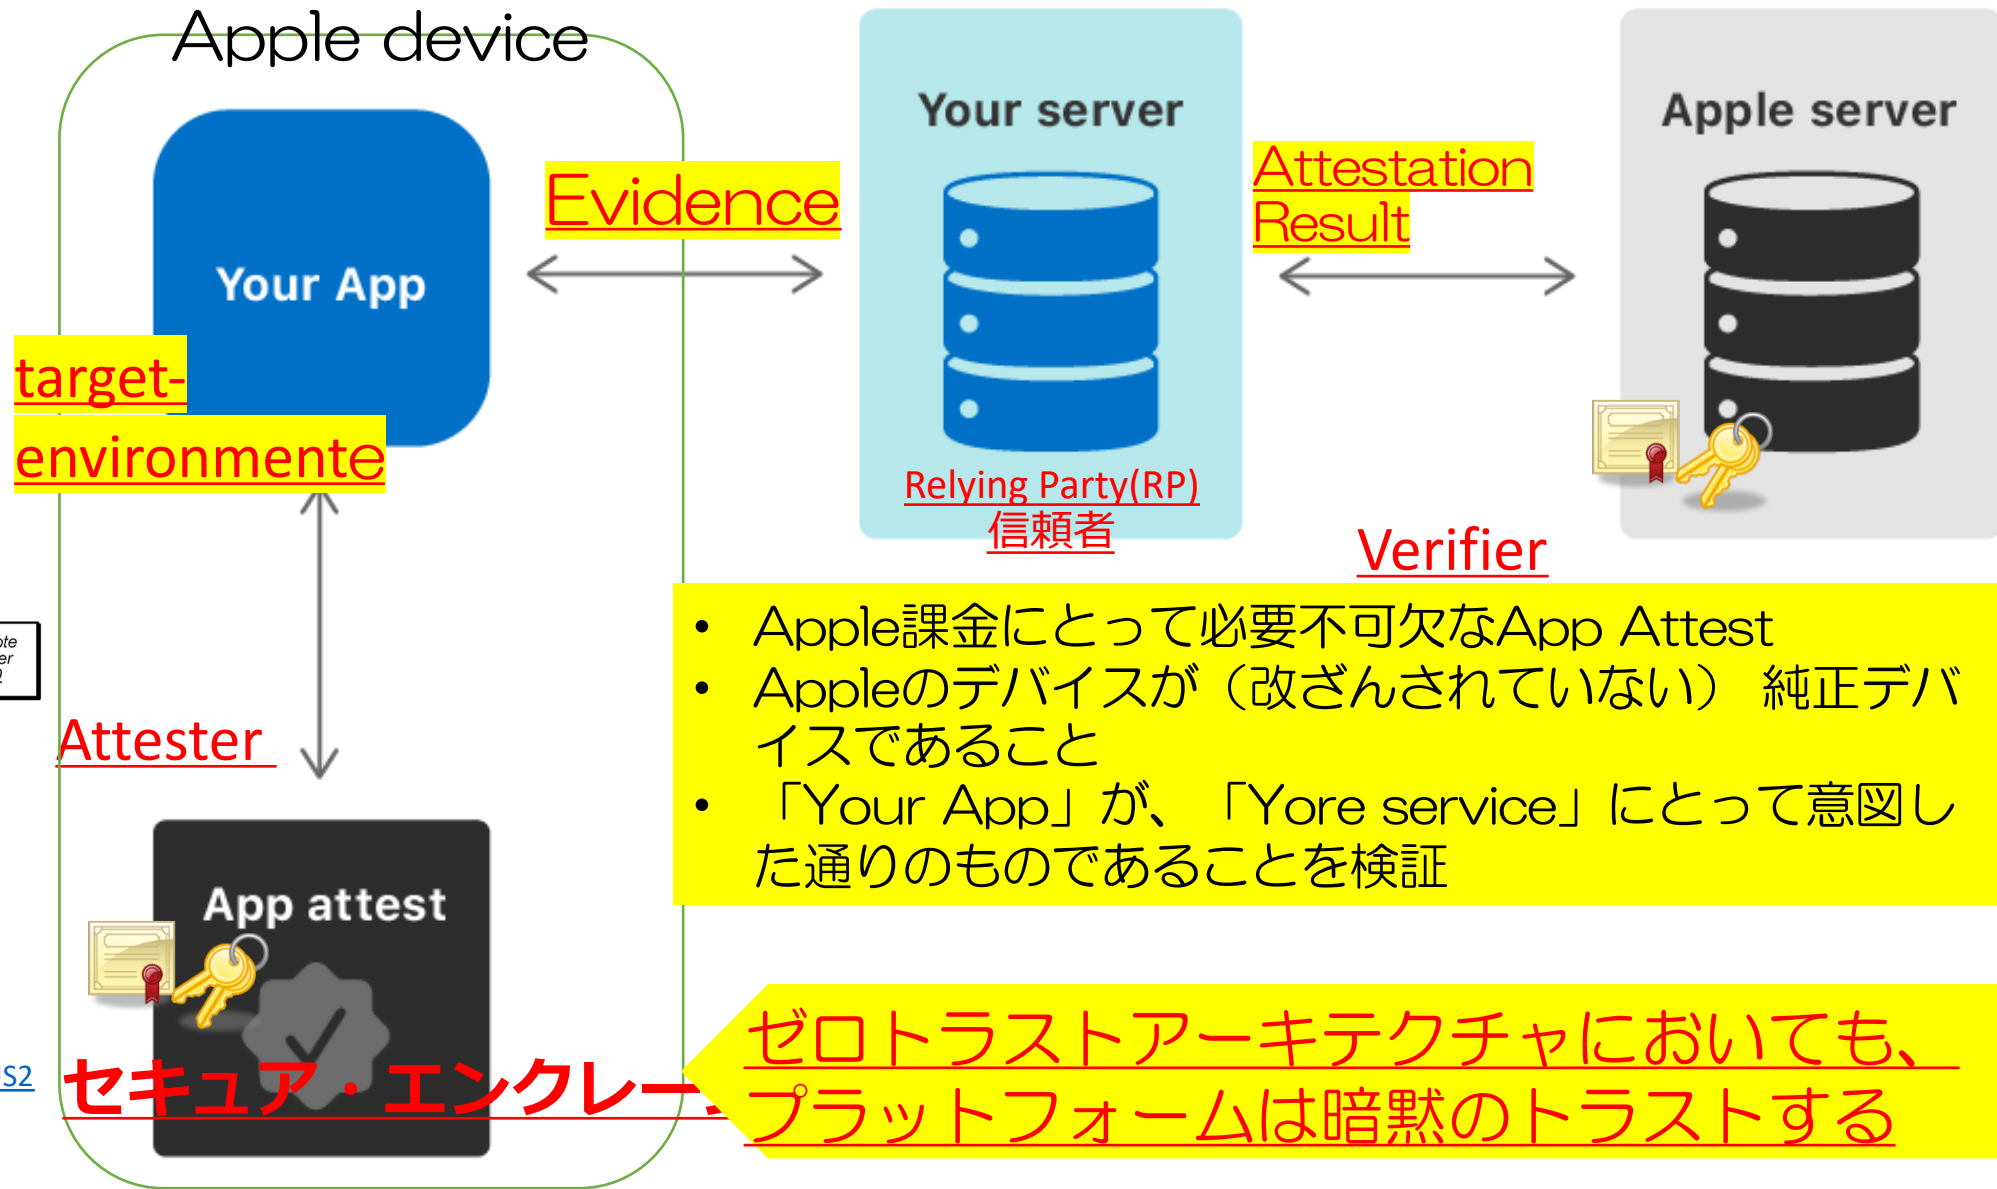 Apple device
Your App
target-
environmente
Evidence
Your server
Relying Party(RP)
信頼者
Attestation
Result
Apple server
Verifier
Attester
App attest
セキュア・エンクレー
• Apple課金にとって必要不可欠なApp Attest
• Appleのデバイスが（改ざんされていない） 純正デバ
イスであること
• 「Your App」が、「Yore service」にとって意図し
た通りのものであることを検証
ゼロトラストアーキテクチャにおいても、
プラットフォームは暗黙のトラストする
S2